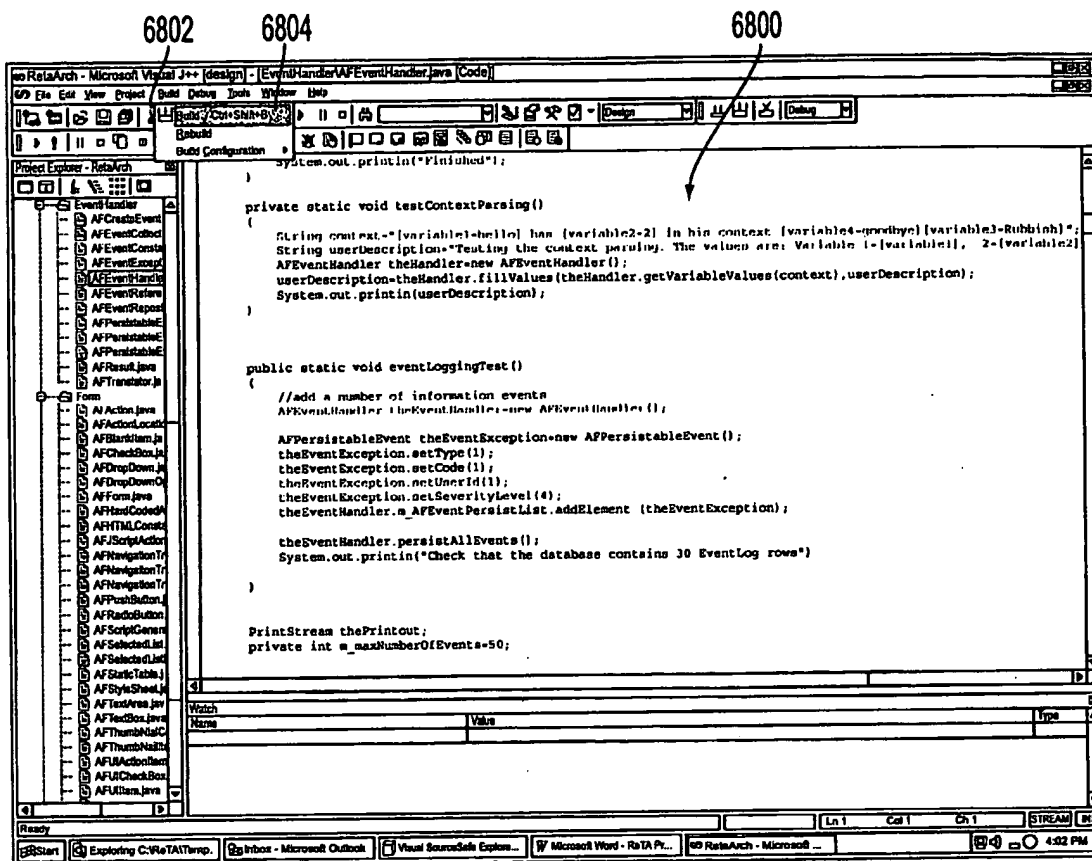 6802 6804 6800
RetaArch - Microsoft Visual J++ [design] - [EventHandler\AFEventHandler.java [Code]]
File Edit View Project Build Debug Tools Window Help
Build Ctrl+Shift+B
Design
Debug
Rebuild
Build Configuration
Project Explorer - RetaArch
EventHandler
AFCreateEvent
AFEventCollect
AFEventConsta
AFEventExcept
AFEventHandle
AFEventRefere
AFEventReposi
AFPersistableE
AFPersistableE
AFPersistableE
AFResult.java
AFTranslator.ja
Form
AFAction.java
AFActionLocatio
AFBlankItem.ja
AFCheckBox.ja
AFDropDown.ja
AFDropDownO
AFForm.java
AFHardCodedA
AFHTMLConsta
AFJScriptAction
AFNavigationTr
AFNavigationTr
AFNavigationTr
AFPushButton.j
AFRadioButton.
AFScriptGenera
AFSelectedList.
AFSelectedListI
AFStaticTable.j
AFStyleSheet.ja
AFTextArea.jav
AFTextBox.java
AFThumbNailC
AFThumbNailIte
AFUIActionItem
AFUICheckBox.
AFUIItem.java
System.out.println("Finished");
}
private static void testContextParsing()
{
String context="[variable1=hello] has [variable2=2] in his context [variable4=goodbye][variable3=Rubbish]";
String userDescription="Testing the context parsing. The values are: Variable 1=[variable1], 2=[variable2]
AFEventHandler theHandler=new AFEventHandler();
userDescription=theHandler.fillValues(theHandler.getVariableValues(context),userDescription);
System.out.println(userDescription);
}
public static void eventLoggingTest()
{
//add a number of information events
AFEventHandler theEventHandler=new AFEventHandler();
AFPersistableEvent theEventException=new AFPersistableEvent();
theEventException.setType(1);
theEventException.setCode(1);
theEventException.setUserId(1);
theEventException.setSeverityLevel(4);
theEventHandler.m_AFEventPersistList.addElement (theEventException);
theEventHandler.persistAllEvents();
System.out.println("Check that the database contains 30 EventLog rows")
}
PrintStream thePrintout;
private int m_maxNumberOfEvents=50;
Watch
Name Value Type
Ready Ln 1 Col 1 Ch 1 STREAM IN
Start Exploring C:\ReTA\Temp. Inbox - Microsoft Outlook Visual SourceSafe Explore... Microsoft Word - ReTA Pr... RetaArch - Microsoft ... 4:02 PM